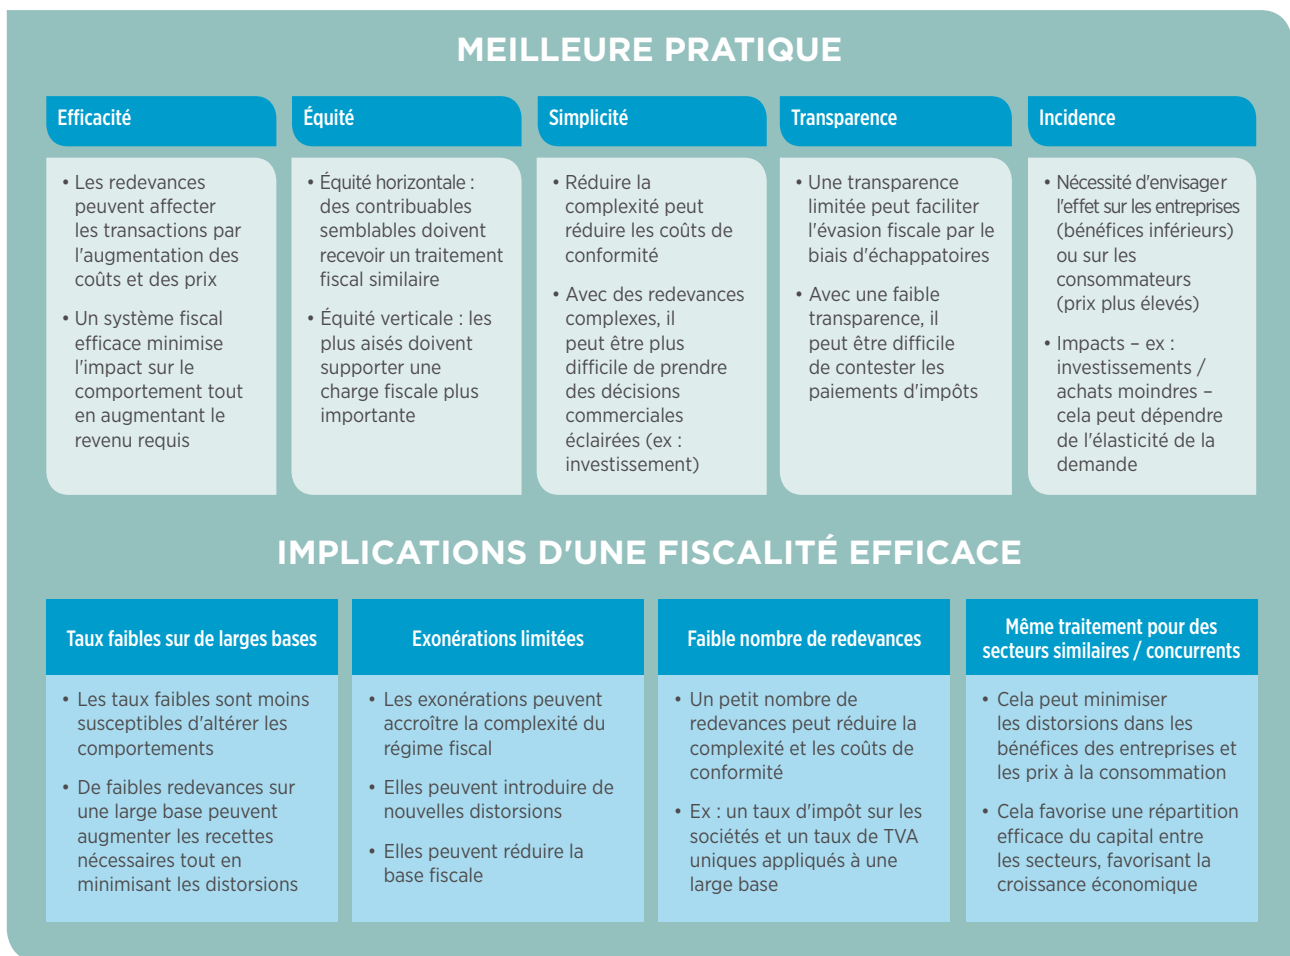 MEILLEURE PRATIQUE
Efficacité
• Les redevances
peuvent affecter
les transactions par
l'augmentation des
coûts et des prix
• Un système fiscal
efficace minimise
l'impact sur le
comportement tout
en augmentant le
revenu requis
Équité
• Équité horizontale :
des contribuables
semblables doivent
recevoir un traitement
fiscal similaire
• Équité verticale : les
plus aisés doivent
supporter une
charge fiscale plus
importante
Simplicité
• Réduire la
complexité peut
réduire les coûts de
conformité
• Avec des redevances
complexes, il
peut être plus
difficile de prendre
des décisions
commerciales
éclairées (ex :
investissement)
Transparence
• Une transparence
limitée peut faciliter
l'évasion fiscale par le
biais d'échappatoires
• Avec une faible
transparence, il
peut être difficile
de contester les
paiements d'impôts
Incidence
• Nécessité d'envisager
l'effet sur les entreprises
(bénéfices inférieurs)
ou sur les
consommateurs
(prix plus élevés)
• Impacts – ex :
investissements /
achats moindres –
cela peut dépendre
de l'élasticité de la
demande
IMPLICATIONS D'UNE FISCALITÉ EFFICACE
Taux faibles sur de larges bases
• Les taux faibles sont moins
susceptibles d'altérer les
comportements
• De faibles redevances sur
une large base peuvent
augmenter les recettes
nécessaires tout en
minimisant les distorsions
Exonérations limitées
• Les exonérations peuvent
accroître la complexité du
régime fiscal
• Elles peuvent introduire de
nouvelles distorsions
• Elles peuvent réduire la
base fiscale
Faible nombre de redevances
• Un petit nombre de
redevances peut réduire la
complexité et les coûts de
conformité
• Ex : un taux d'impôt sur les
sociétés et un taux de TVA
uniques appliqués à une
large base
Même traitement pour des
secteurs similaires / concurrents
• Cela peut minimiser
les distorsions dans les
bénéfices des entreprises et
les prix à la consommation
• Cela favorise une répartition
efficace du capital entre
les secteurs, favorisant la
croissance économique